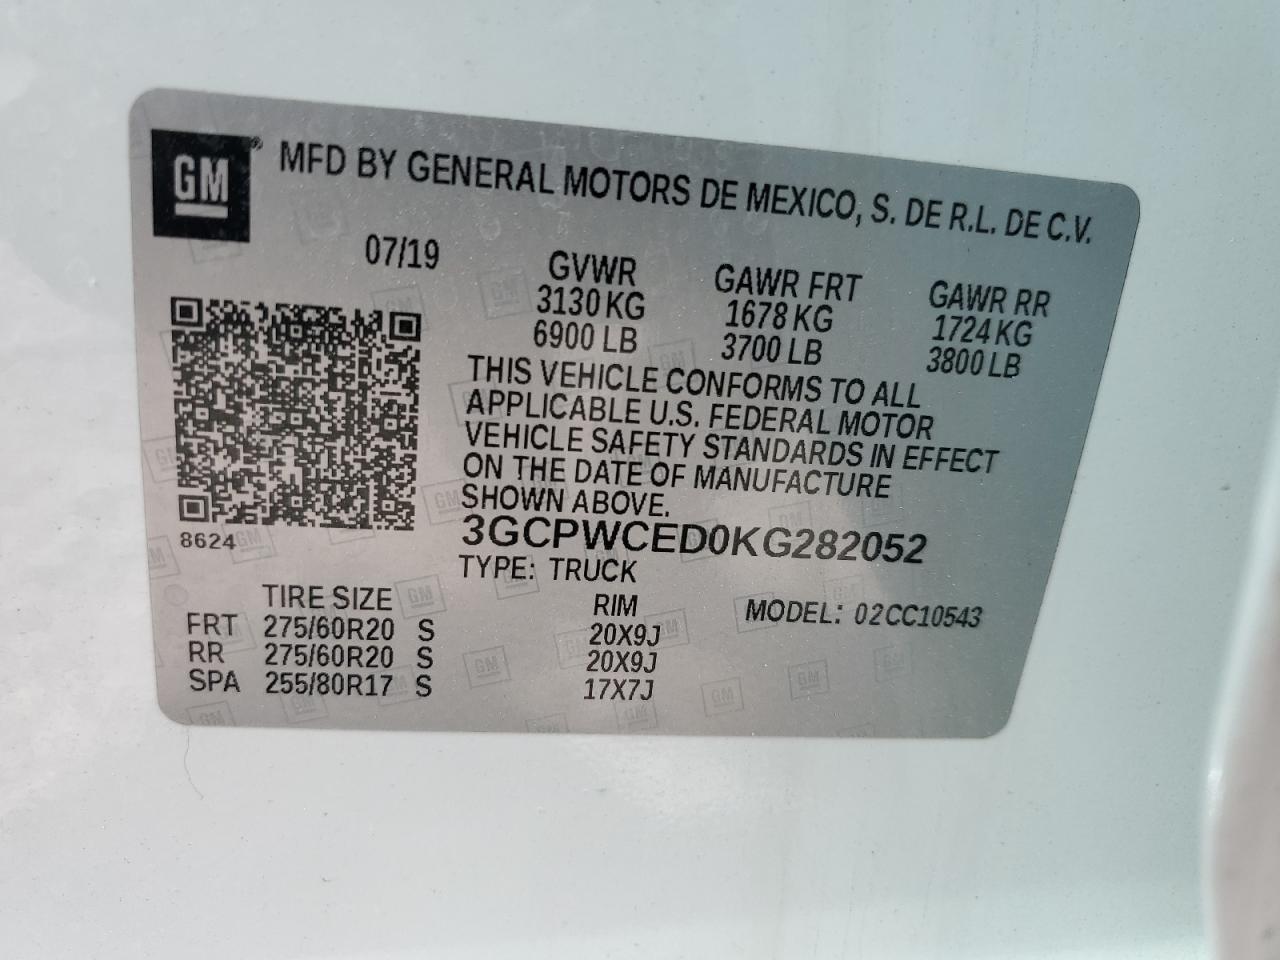 GM® MFD BY GENERAL MOTORS DE MEXICO, S. DE R.L. DE C.V.
07/19
GVWR GAWR FRT GAWR RR
3130 KG 1678 KG 1724 KG
6900 LB 3700 LB 3800 LB
THIS VEHICLE CONFORMS TO ALL
APPLICABLE U.S. FEDERAL MOTOR
VEHICLE SAFETY STANDARDS IN EFFECT
ON THE DATE OF MANUFACTURE
SHOWN ABOVE.
3GCPWCED0KG282052
8624
TYPE: TRUCK
TIRE SIZE RIM MODEL: 02CC10543
FRT 275/60R20 S 20X9J
RR 275/60R20 S 20X9J
SPA 255/80R17 S 17X7J